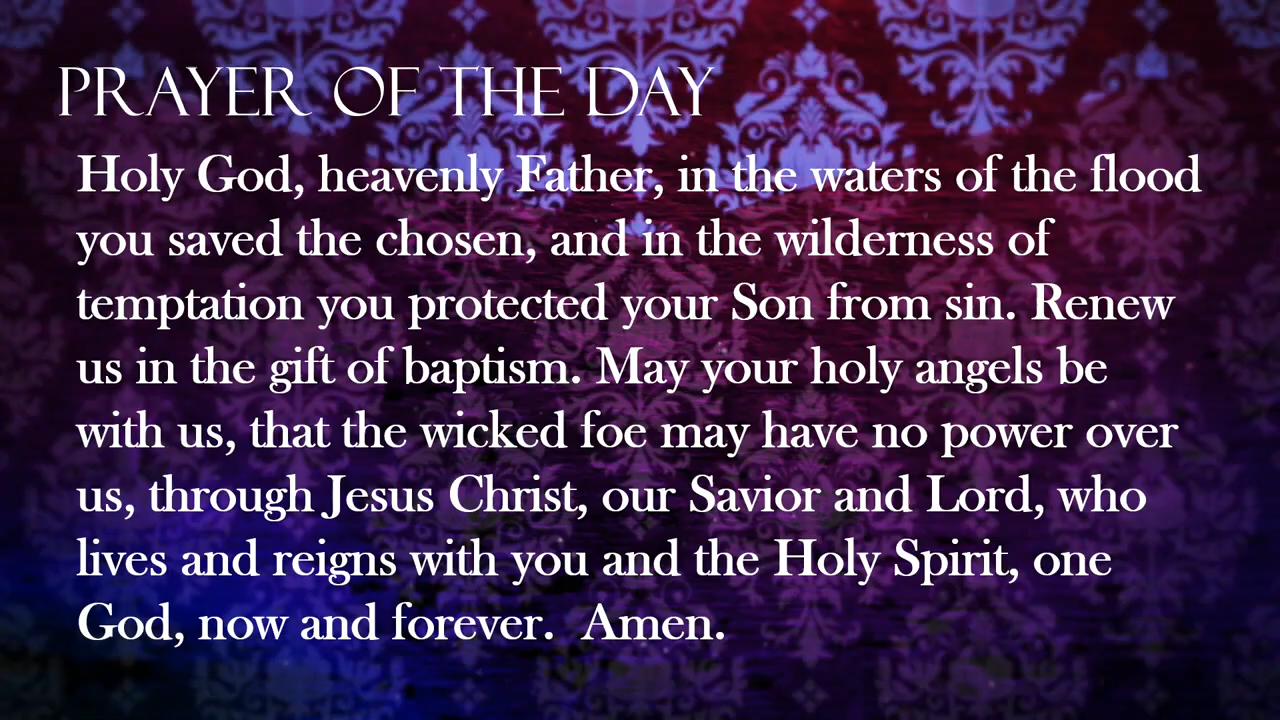 PRAYER OF THE DAY
Holy God, heavenly Father, in the waters of the flood
you saved the chosen, and in the wilderness of
temptation you protected your Son from sin. Renew
us in the gift of baptism. May your holy angels be
with us, that the wicked foe may have no power over
us, through Jesus Christ, our Savior and Lord, who
lives and reigns with you and the Holy Spirit, one
God, now and forever.  Amen.